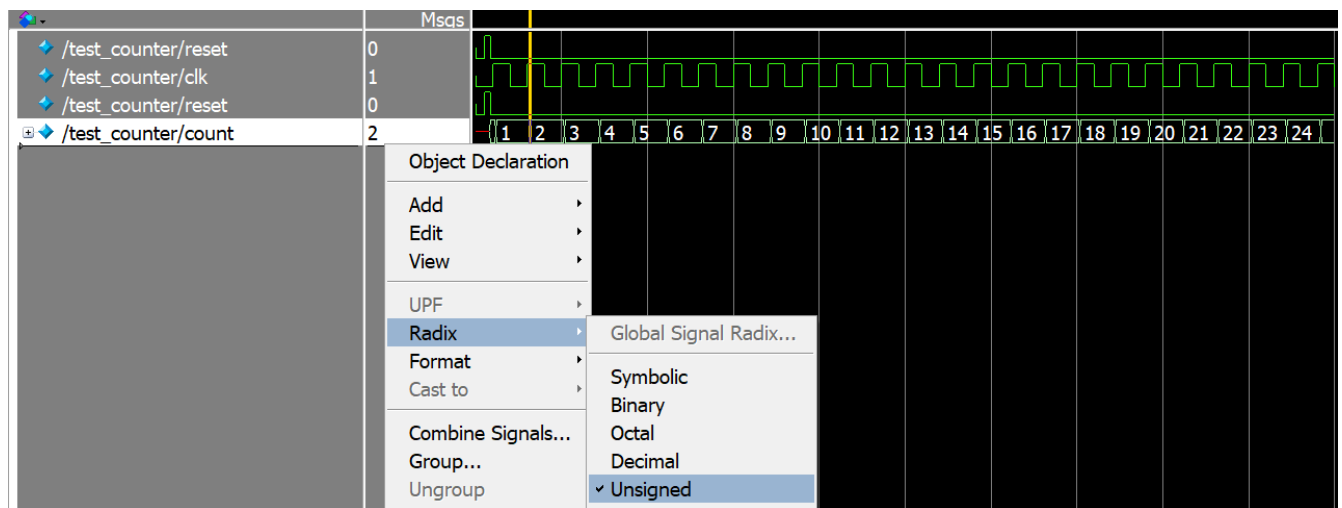 Msgs
/test_counter/reset 0
/test_counter/clk 1
/test_counter/reset 0
/test_counter/count 2 1 2 3 4 5 6 7 8 9 10 11 12 13 14 15 16 17 18 19 20 21 22 23 24
Object Declaration
Add
Edit
View
UPF
Radix
Format
Cast to
Combine Signals...
Group...
Ungroup
Global Signal Radix...
Symbolic
Binary
Octal
Decimal
Unsigned